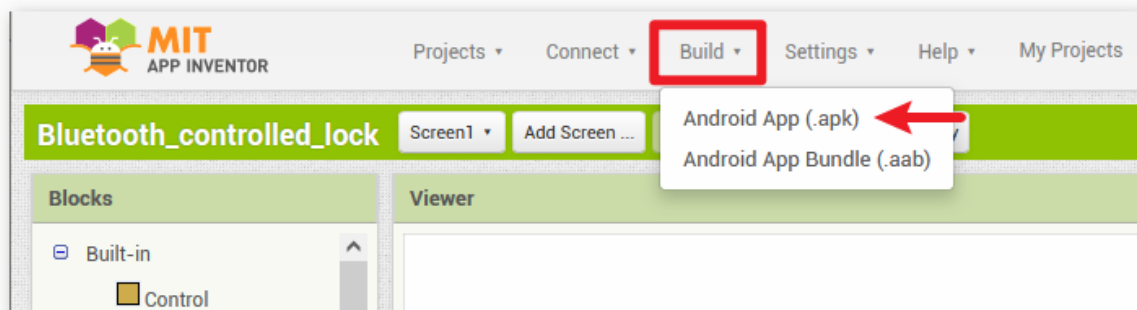 MIT
APP INVENTOR
Projects
Connect
Build
Settings
Help
My Projects
Android App (.apk)
Android App Bundle (.aab)
Bluetooth_controlled_lock
Screen1
Add Screen ...
Blocks
Viewer
Built-in
Control